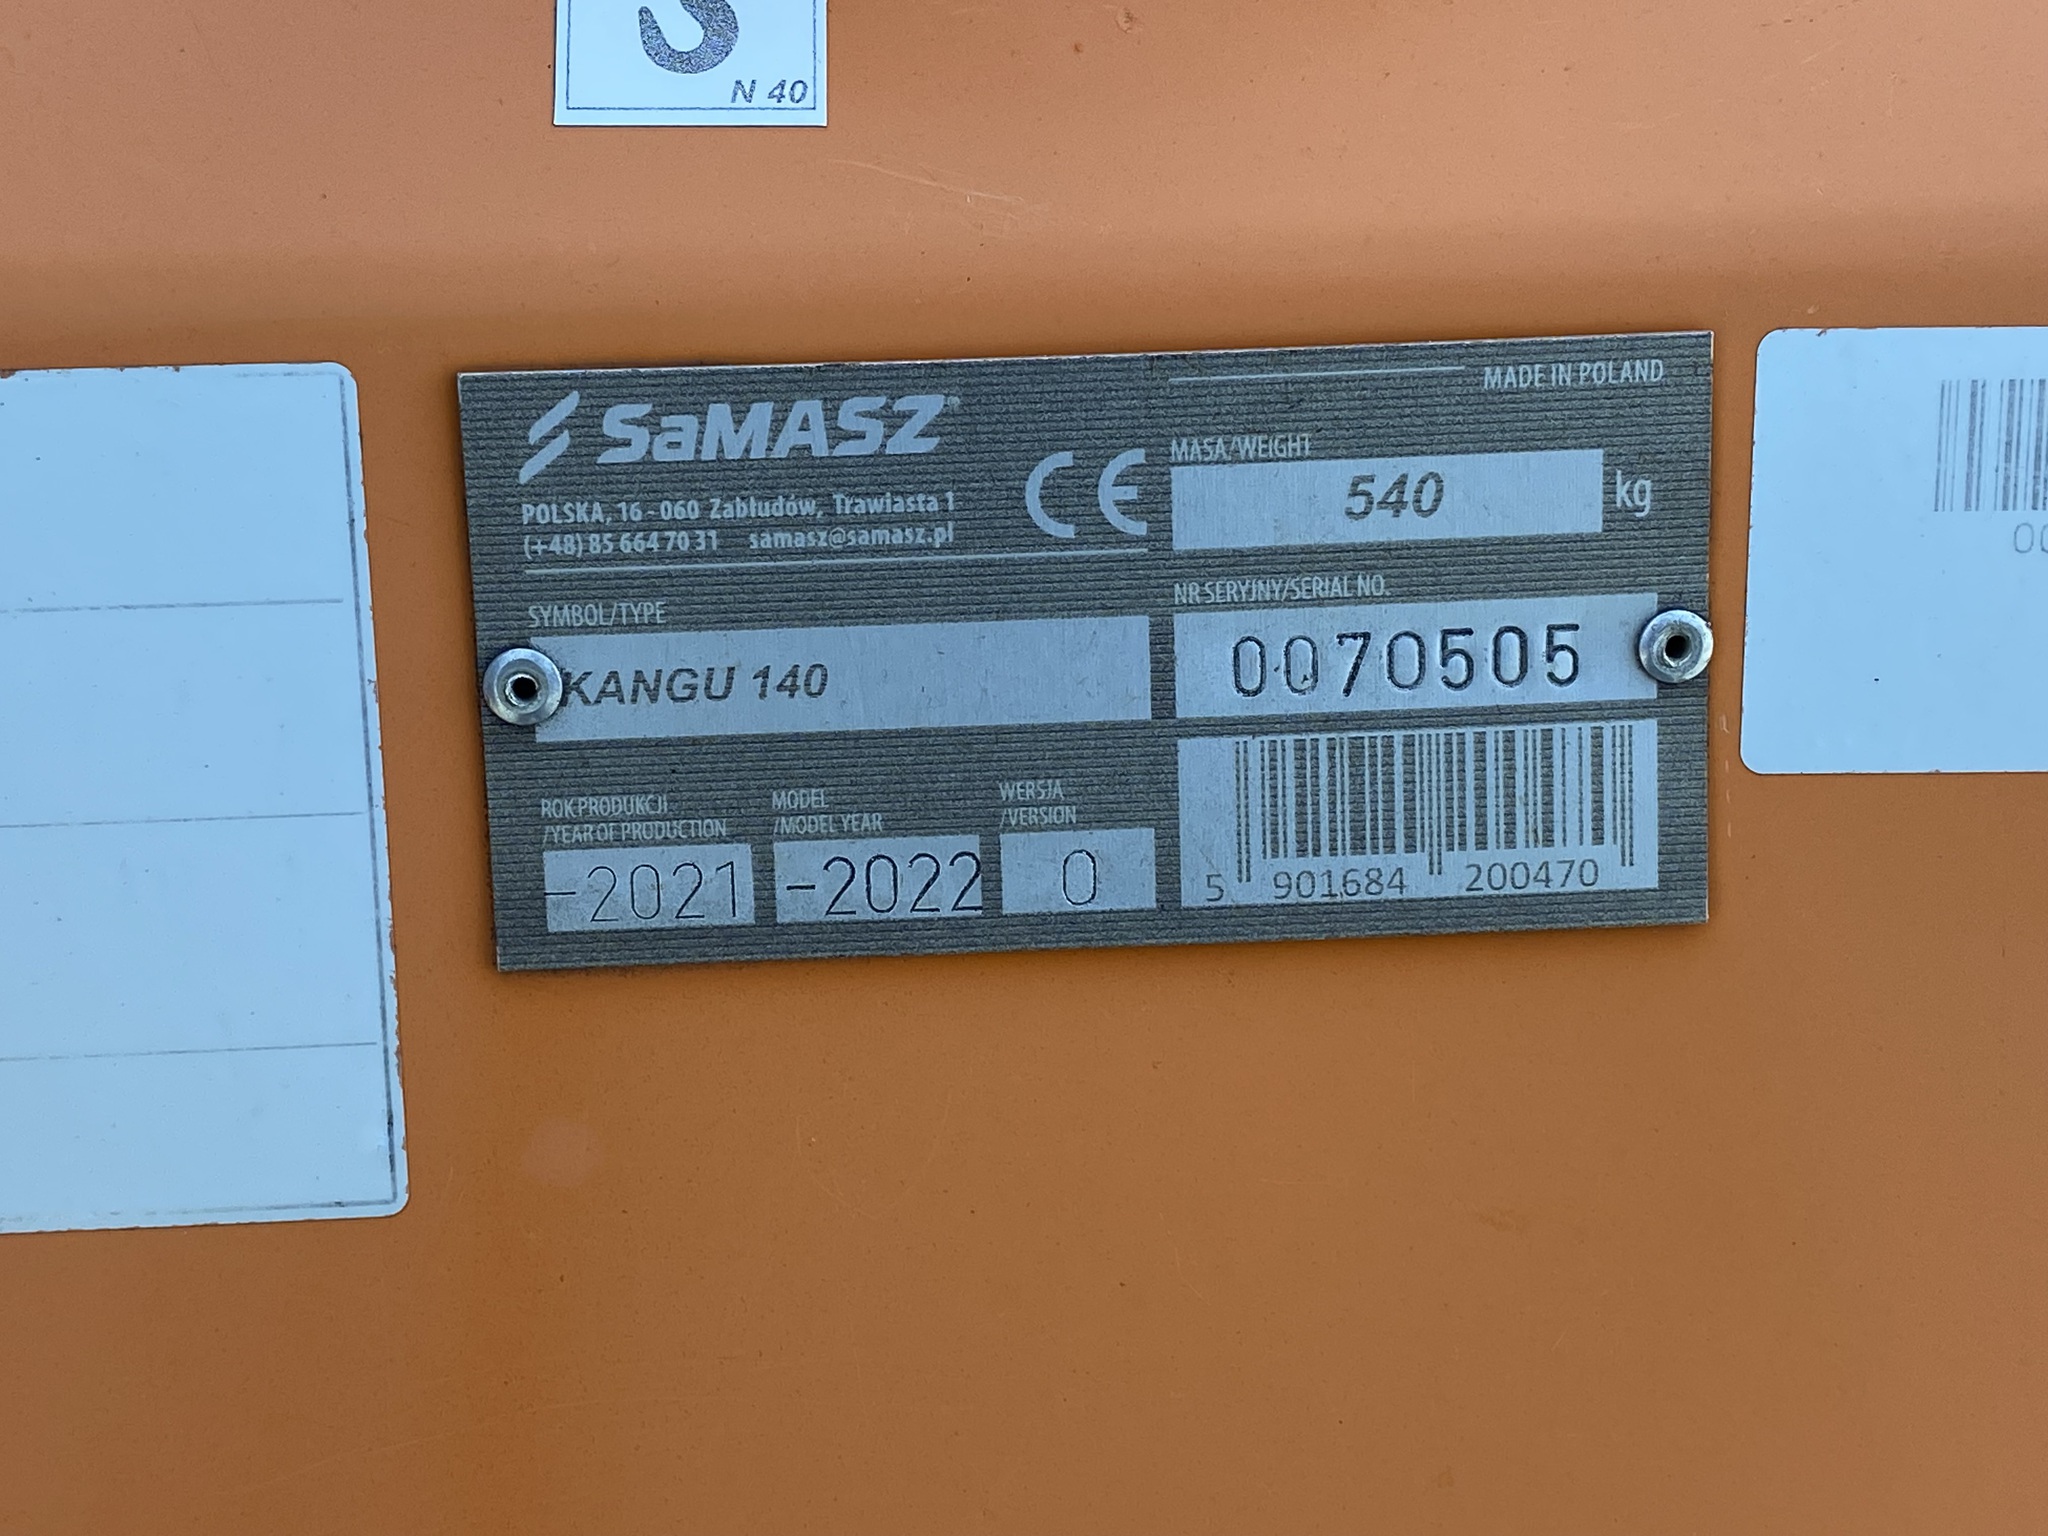 N 40
SaMASZ
POLSKA, 16-060 Zabłudów, Trawiasta 1
(+48) 85 664 70 31 samasz@samasz.pl
CE
MADE IN POLAND
MASA/WEIGHT
540 kg
SYMBOL/TYPE
KANGU 140
NR SERYJNY/SERIAL NO.
0070505
ROK PRODUKCJI
/YEAR OF PRODUCTION
-2021
MODEL
/MODEL YEAR
-2022
WERSJA
/VERSION
0
5 901684 200470